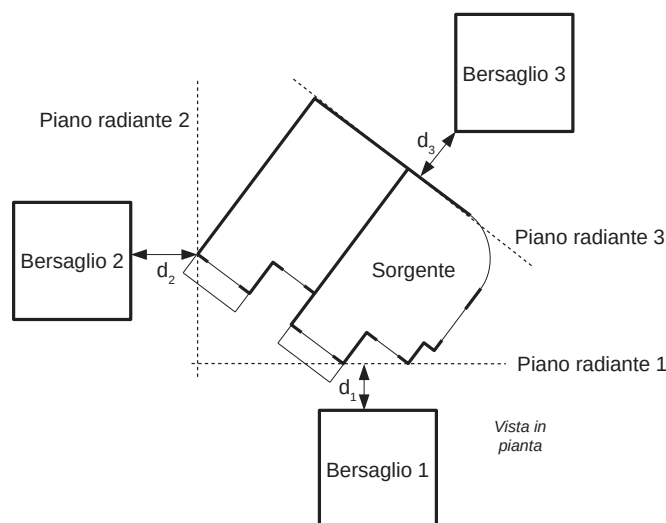 Bersaglio 3
Piano radiante 2
d3
Bersaglio 2
d2
Sorgente
Piano radiante 3
Piano radiante 1
d1
Vista in
pianta
Bersaglio 1